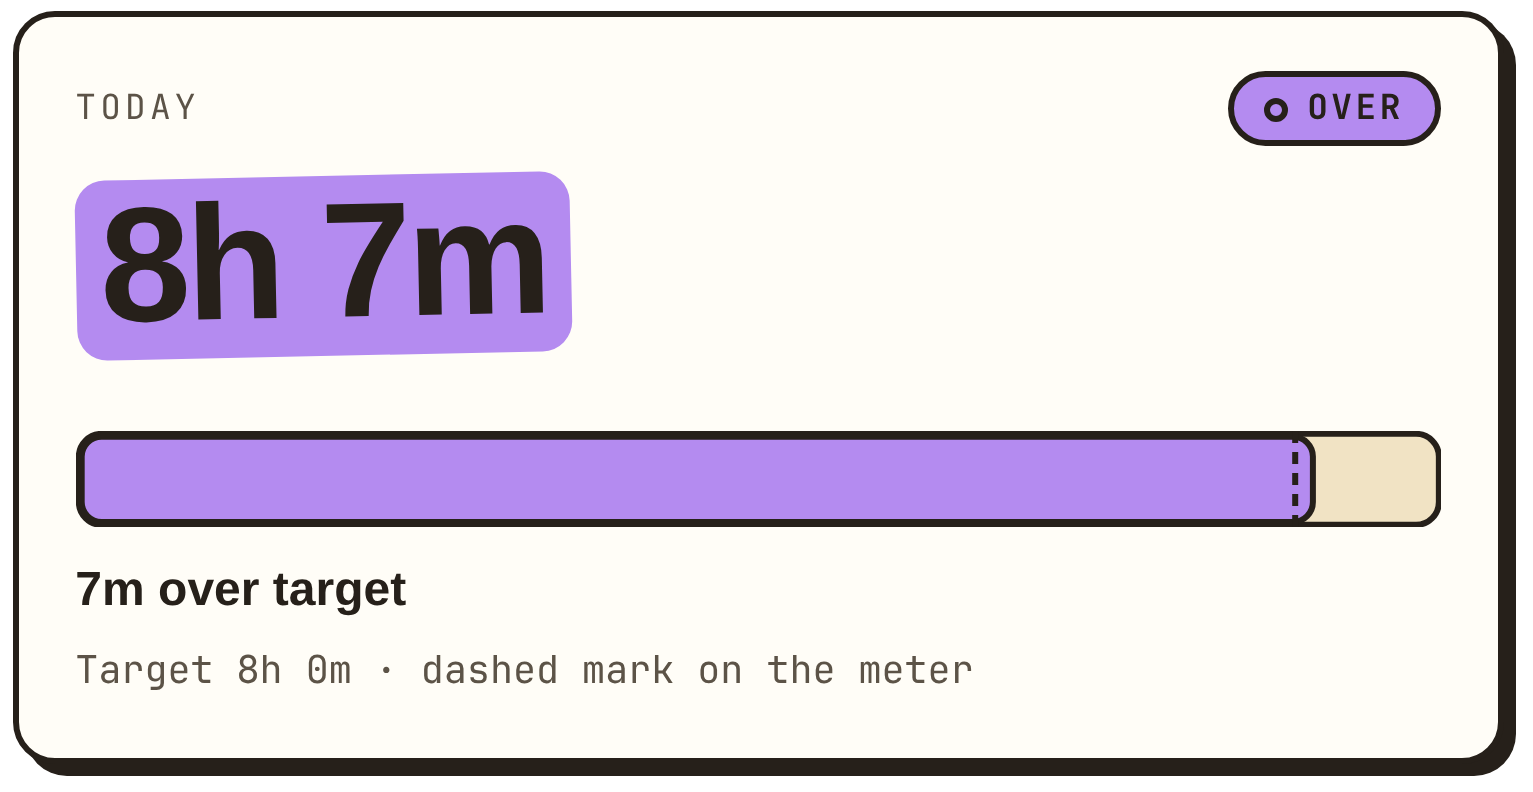 TODAY
OVER
8h 7m
7m over target
Target 8h 0m · dashed mark on the meter